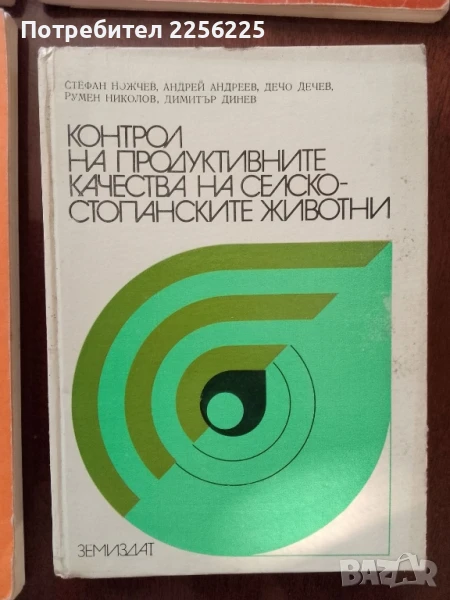 Потребител 2256225
СТЕФАН НОЖЧЕВ, АНДРЕЙ АНДРЕЕВ, ДЕЧО ДЕЧЕВ,
РУМЕН НИКОЛОВ, ДИМИТЪР ДИНЕВ
КОНТРОЛ
НА ПРОДУКТИВНИТЕ
КАЧЕСТВА НА СЕЛСКО-
СТОПАНСКИТЕ ЖИВОТНИ
ЗЕМИЗДАТ
BAZAR